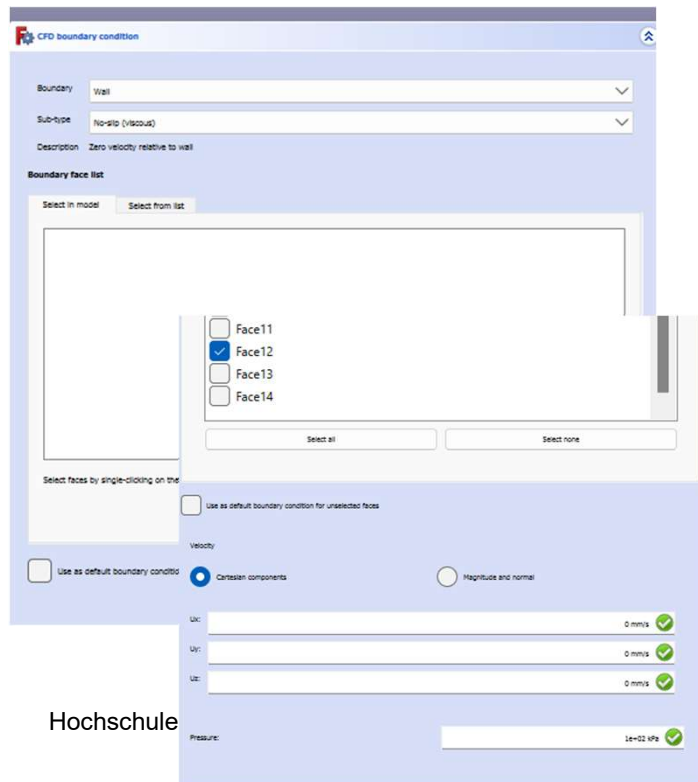 CFD boundary condition
Boundary Wall
Sub-type No-slip (viscous)
Description Zero velocity relative to wall
Boundary face list
Select in model Select from list
Face11
Face12
Face13
Face14
Select all Select none
Select faces by single-clicking on the
Use as default boundary condition for unselected faces
Velocity
Use as default boundary conditio
Cartesian components Magnitude and normal
Ux: 0 mm/s
Uy: 0 mm/s
Uz: 0 mm/s
Hochschule
Pressure: 1e+02 kPa